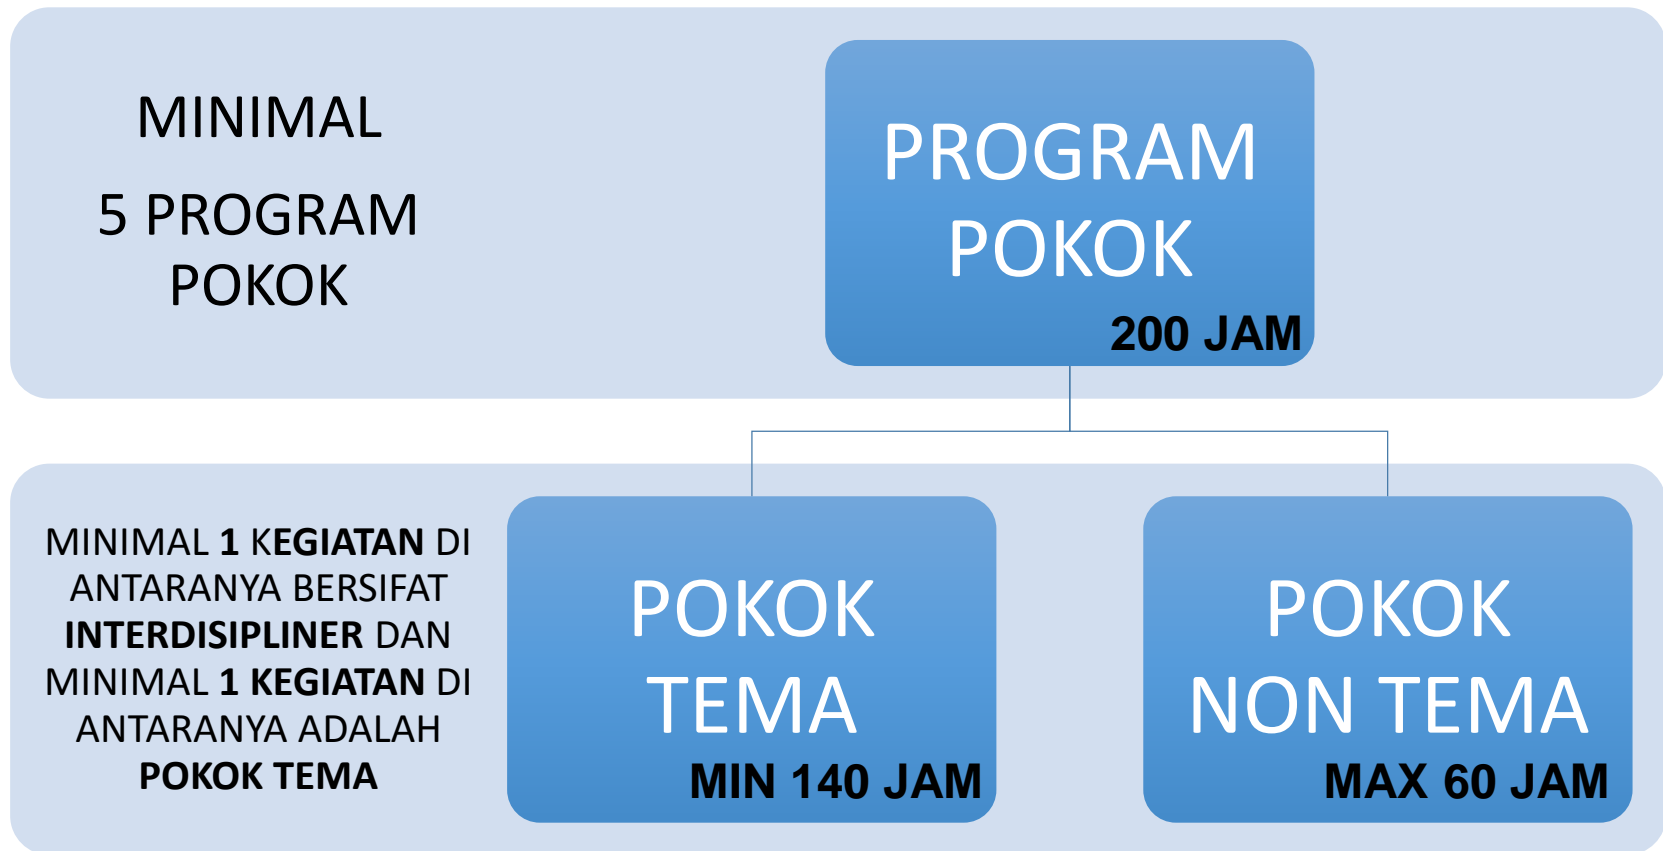 MINIMAL
5 PROGRAM
POKOK
PROGRAM
POKOK
200 JAM
MINIMAL 1 KEGIATAN DI
ANTARANYA BERSIFAT
INTERDISIPLINER DAN
MINIMAL 1 KEGIATAN DI
ANTARANYA ADALAH
POKOK TEMA
POKOK
TEMA
MIN 140 JAM
POKOK
NON TEMA
MAX 60 JAM